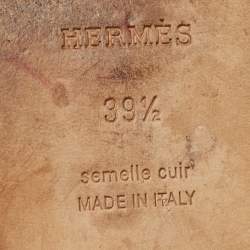 HERMÈS
39½
semelle cuir
MADE IN ITALY